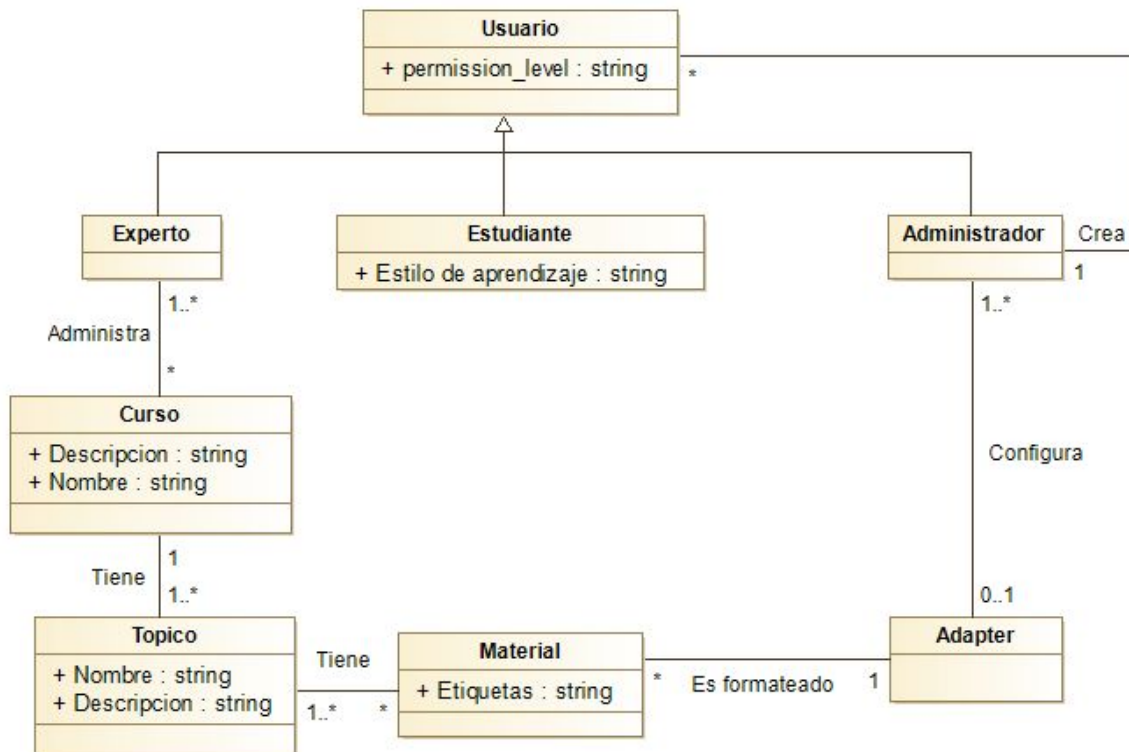 Usuario
+ permission_level : string
*
Experto
Estudiante
+ Estilo de aprendizaje : string
Administrador
Crea
1
1..*
Administra
*
1..*
Curso
+ Descripcion : string
+ Nombre : string
Configura
1
Tiene
1..*
0..1
Topico
+ Nombre : string
+ Descripcion : string
Tiene
1..*
*
Material
+ Etiquetas : string
*
Es formateado
1
Adapter